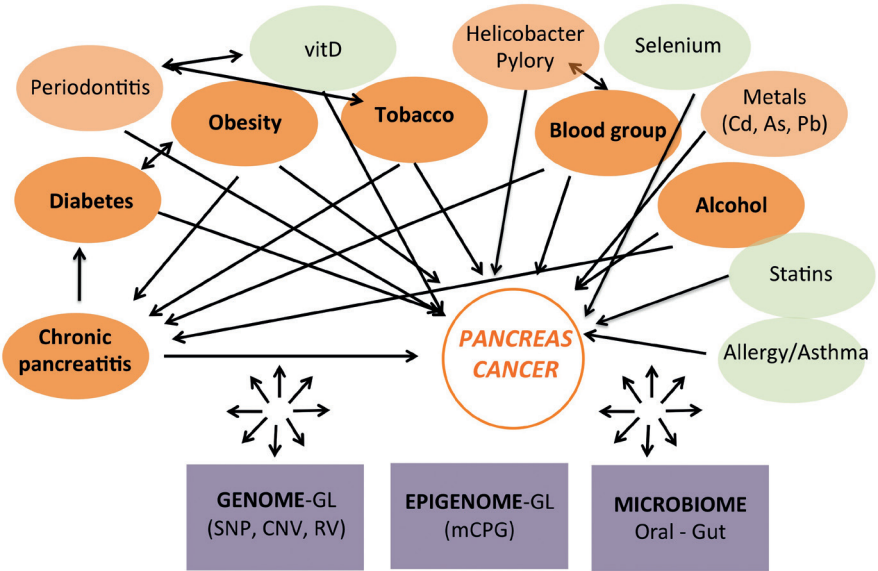 vitD
Helicobacter
Pylory
Selenium
Periodontitis
Obesity
Tobacco
Blood group
Metals
(Cd, As, Pb)
Diabetes
Alcohol
Statins
Chronic
pancreatitis
PANCREAS
CANCER
Allergy/Asthma
GENOME-GL
(SNP, CNV, RV)
EPIGENOME-GL
(mCPG)
MICROBIOME
Oral - Gut